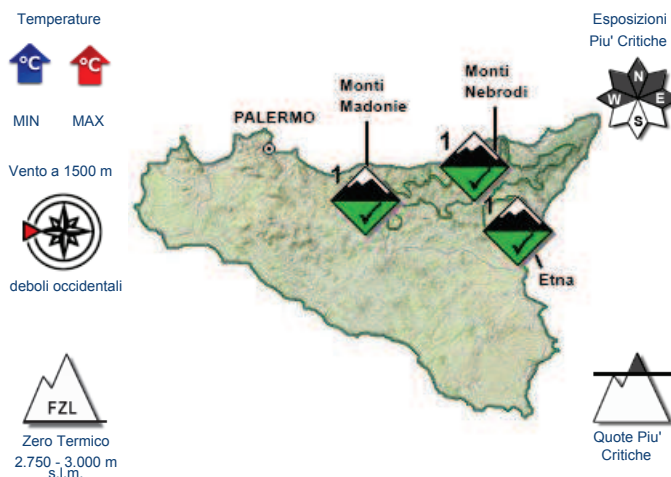 Temperature
°C
°C
MIN
MAX
Vento a 1500 m
deboli occidentali
FZL
Zero Termico
2.750 - 3.000 m
s.l.m.
Monti
Madonie
Monti
Nebrodi
PALERMO
1
1
1
Etna
Esposizioni
Piu' Critiche
N
W
E
S
Quote Piu'
Critiche